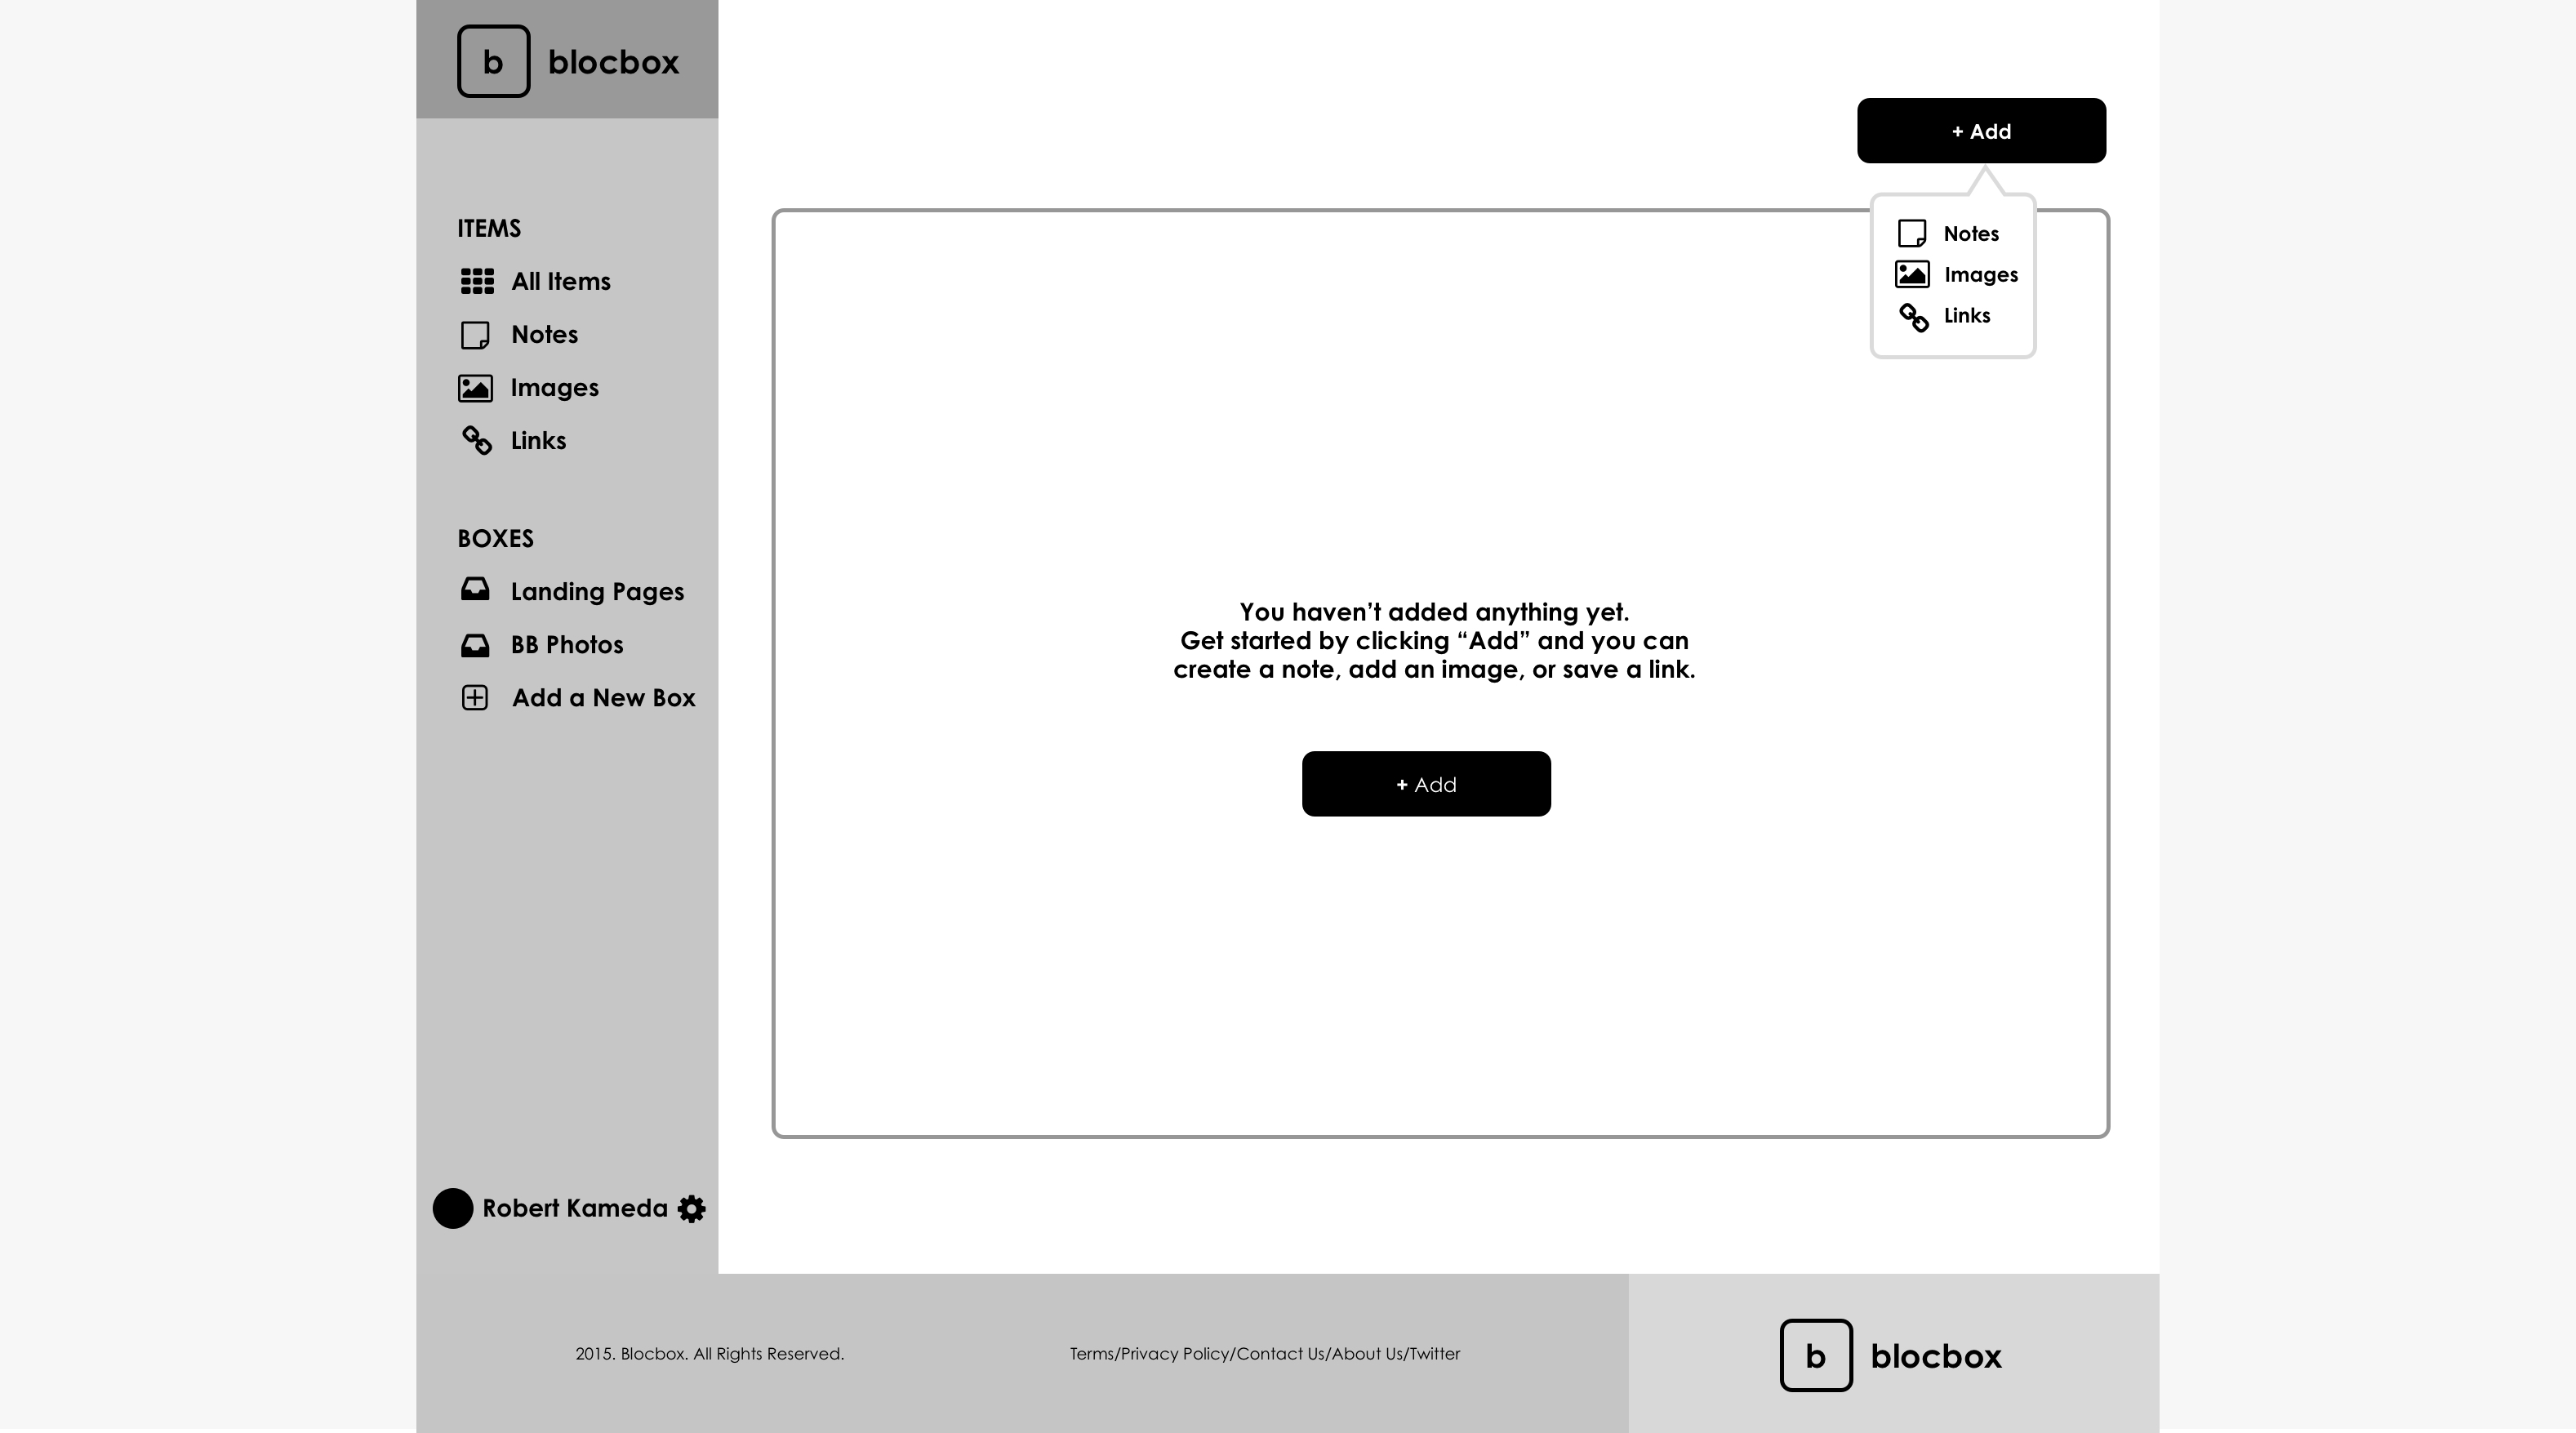 b blocbox
ITEMS
All Items
Notes
Images
Links
BOXES
Landing Pages
BB Photos
Add a New Box
Robert Kameda
+ Add
Notes
Images
Links
You haven’t added anything yet.
Get started by clicking “Add” and you can
create a note, add an image, or save a link.
+ Add
2015. Blocbox. All Rights Reserved.
Terms/Privacy Policy/Contact Us/About Us/Twitter
b blocbox